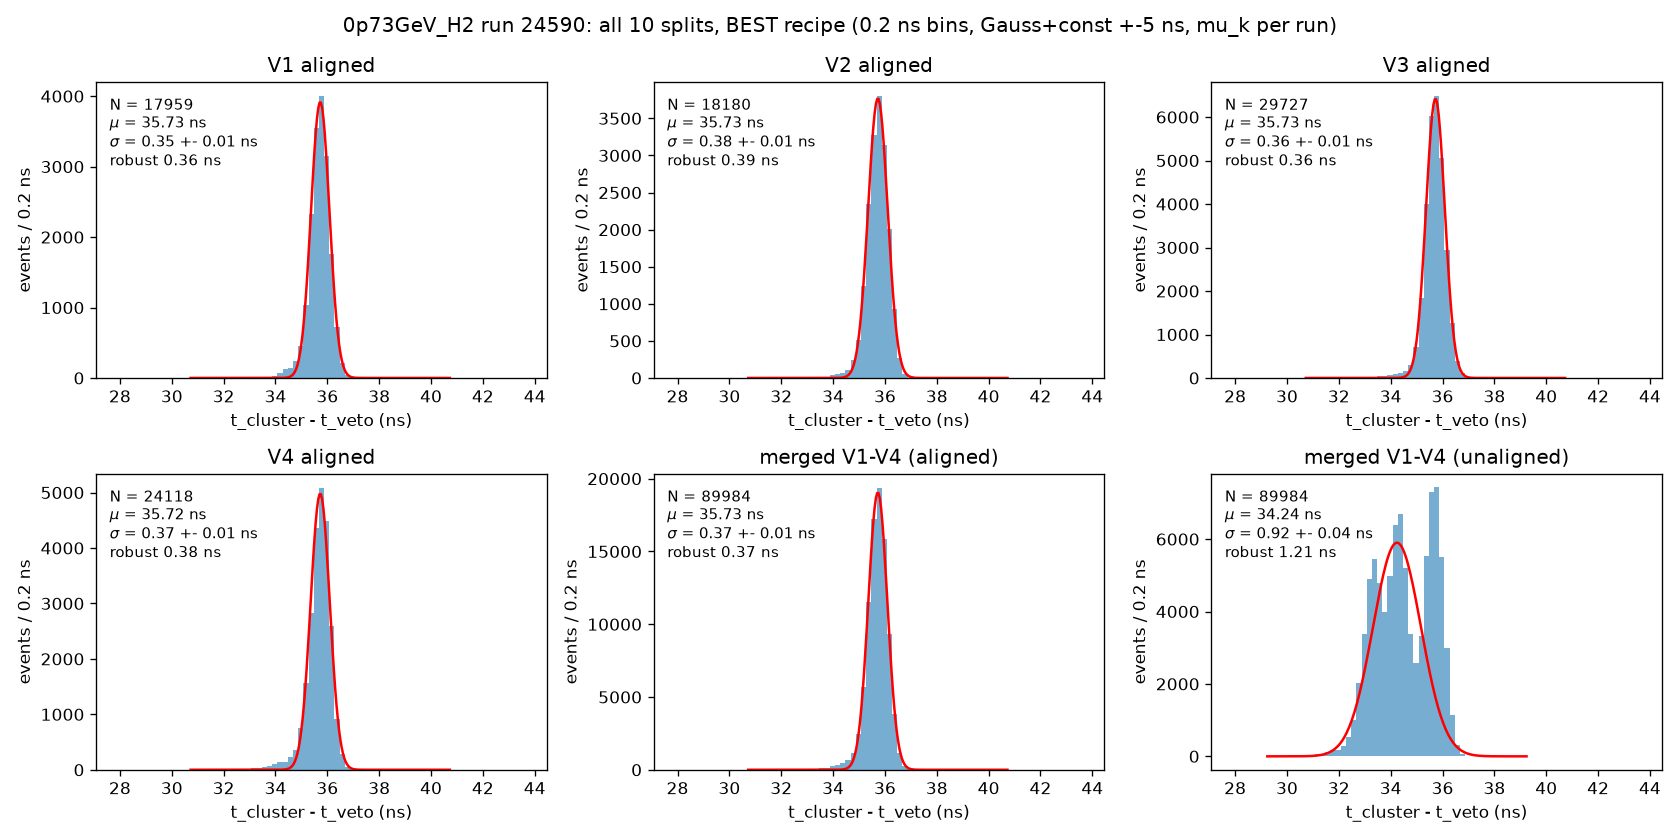 0p73GeV_H2 run 24590: all 10 splits, BEST recipe (0.2 ns bins, Gauss+const +-5 ns, mu_k per run)
V1 aligned
N = 17959
μ = 35.73 ns
σ = 0.35 +- 0.01 ns
robust 0.36 ns
events / 0.2 ns
4000
3000
2000
1000
0
28 30 32 34 36 38 40 42 44
t_cluster - t_veto (ns)
V2 aligned
N = 18180
μ = 35.73 ns
σ = 0.38 +- 0.01 ns
robust 0.39 ns
events / 0.2 ns
3500
3000
2500
2000
1500
1000
500
0
28 30 32 34 36 38 40 42 44
t_cluster - t_veto (ns)
V3 aligned
N = 29727
μ = 35.73 ns
σ = 0.36 +- 0.01 ns
robust 0.36 ns
events / 0.2 ns
6000
5000
4000
3000
2000
1000
0
28 30 32 34 36 38 40 42 44
t_cluster - t_veto (ns)
V4 aligned
N = 24118
μ = 35.72 ns
σ = 0.37 +- 0.01 ns
robust 0.38 ns
events / 0.2 ns
5000
4000
3000
2000
1000
0
28 30 32 34 36 38 40 42 44
t_cluster - t_veto (ns)
merged V1-V4 (aligned)
N = 89984
μ = 35.73 ns
σ = 0.37 +- 0.01 ns
robust 0.37 ns
events / 0.2 ns
20000
15000
10000
5000
0
28 30 32 34 36 38 40 42 44
t_cluster - t_veto (ns)
merged V1-V4 (unaligned)
N = 89984
μ = 34.24 ns
σ = 0.92 +- 0.04 ns
robust 1.21 ns
events / 0.2 ns
6000
4000
2000
0
28 30 32 34 36 38 40 42 44
t_cluster - t_veto (ns)